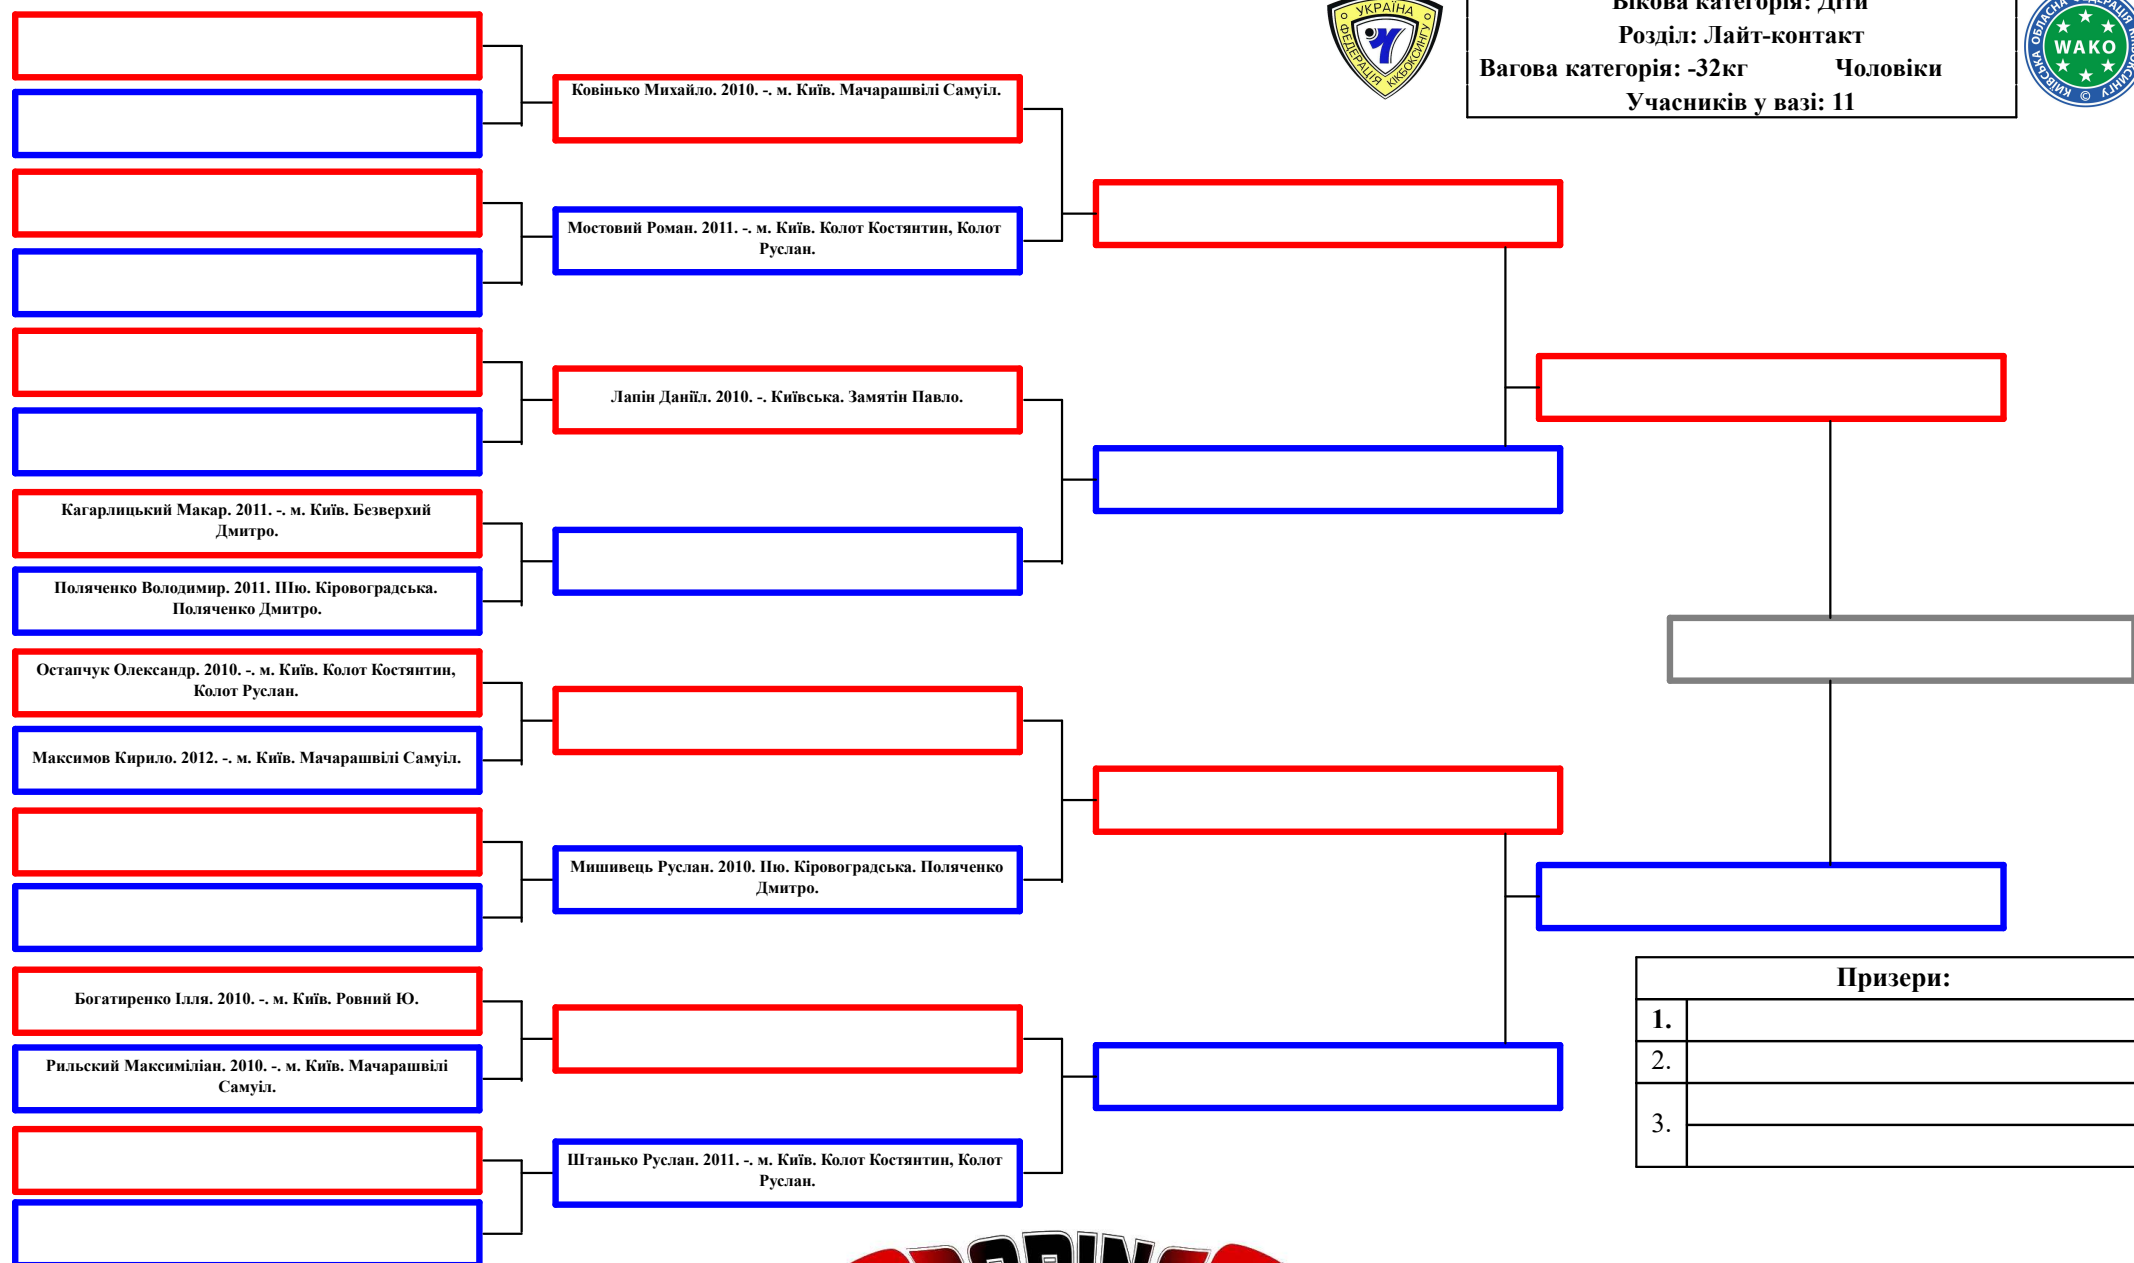 УКРАЇНА
ФЕДЕРАЦІЯ КІКБОКСИНГУ
Вікова категорія: Діти
Розділ: Лайт-контакт
Вагова категорія: -32кг Чоловіки
Учасників у вазі: 11
WAKO
Ковінько Михайло. 2010. -. м. Київ. Мачарашвілі Самуіл.
Мостовий Роман. 2011. -. м. Київ. Колот Костянтин, Колот
Руслан.
Лапін Даніїл. 2010. -. Київська. Замятін Павло.
Кагарлицький Макар. 2011. -. м. Київ. Безверхий
Дмитро.
Поляченко Володимир. 2011. ІІІю. Кіровоградська.
Поляченко Дмитро.
Остапчук Олександр. 2010. -. м. Київ. Колот Костянтин,
Колот Руслан.
Максимов Кирило. 2012. -. м. Київ. Мачарашвілі Самуіл.
Мишивець Руслан. 2010. ІІю. Кіровоградська. Поляченко
Дмитро.
Богатиренко Ілля. 2010. -. м. Київ. Ровний Ю.
Рильский Максиміліан. 2010. -. м. Київ. Мачарашвілі
Самуіл.
Штанько Руслан. 2011. -. м. Київ. Колот Костянтин, Колот
Руслан.
Призери:
1.
2.
3.